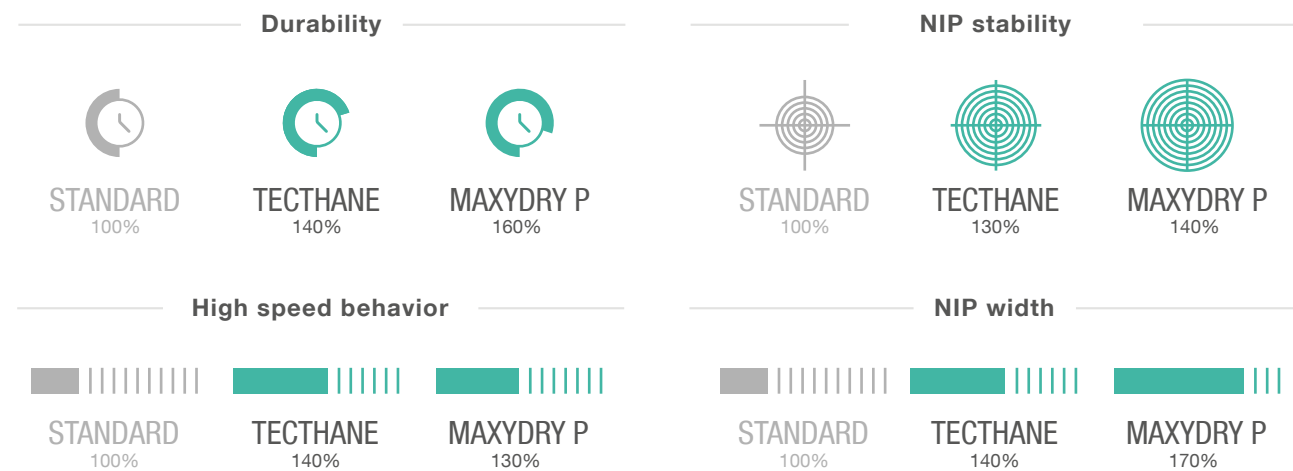 Durability
STANDARD
100%
TECTHANE
140%
MAXYDRY P
160%
NIP stability
STANDARD
100%
TECTHANE
130%
MAXYDRY P
140%
High speed behavior
STANDARD
100%
TECTHANE
140%
MAXYDRY P
130%
NIP width
STANDARD
100%
TECTHANE
140%
MAXYDRY P
170%